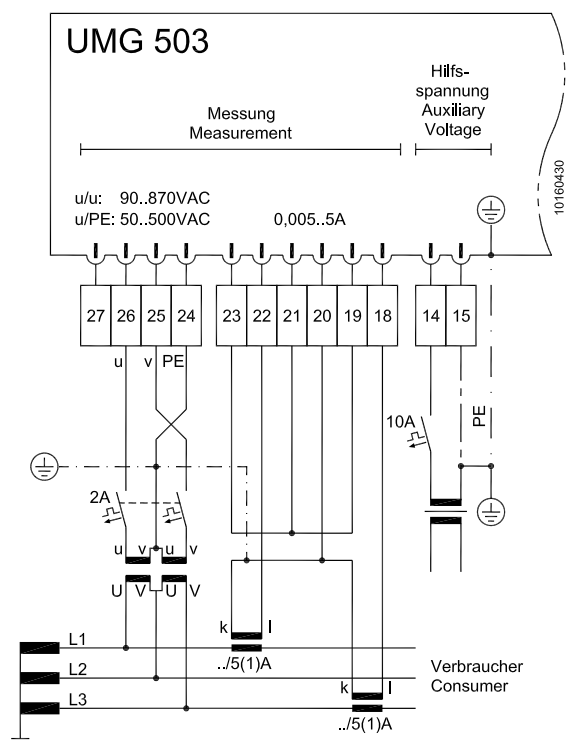 UMG 503
Hilfs-
spannung
Auxiliary
Voltage
Messung
Measurement
10160430
u/u: 90..870VAC
u/PE: 50..500VAC
0,005..5A
27 26 25 24 23 22 21 20 19 18 14 15
u v PE
10A
PE
2A
u v u v
U V U V
k l
L1
../5(1)A
L2
Verbraucher
Consumer
k l
L3
../5(1)A